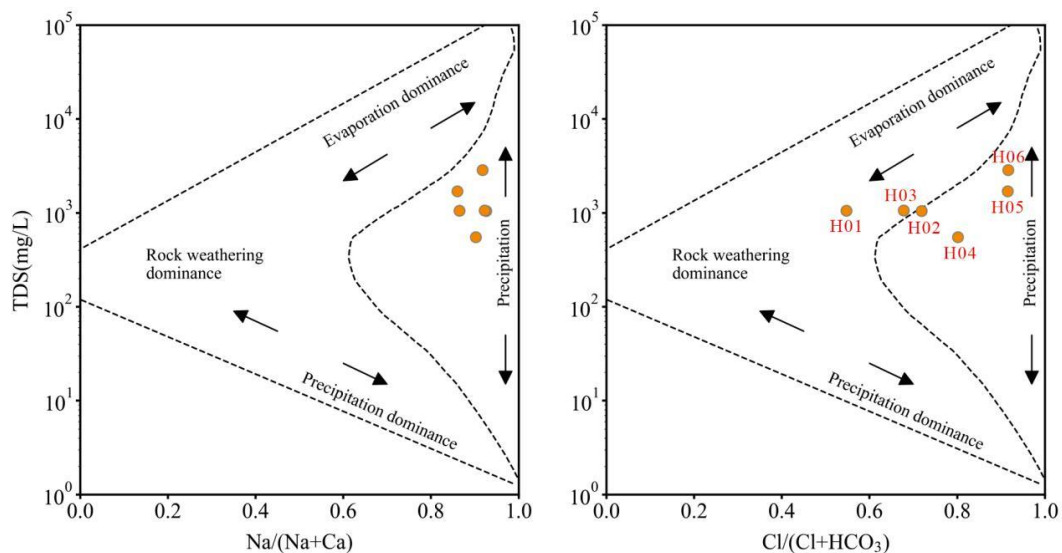 10^5
10^4
10^3
10^2
10^1
10^0
TDS(mg/L)
0.0
0.2
0.4
0.6
0.8
1.0
Na/(Na+Ca)
Evaporation dominance
Rock weathering
dominance
Precipitation dominance
Precipitation
10^5
10^4
10^3
10^2
10^1
10^0
0.0
0.2
0.4
0.6
0.8
1.0
Cl/(Cl+HCO₃)
Evaporation dominance
Rock weathering
dominance
Precipitation dominance
Precipitation
H06
H05
H03
H01
H02
H04